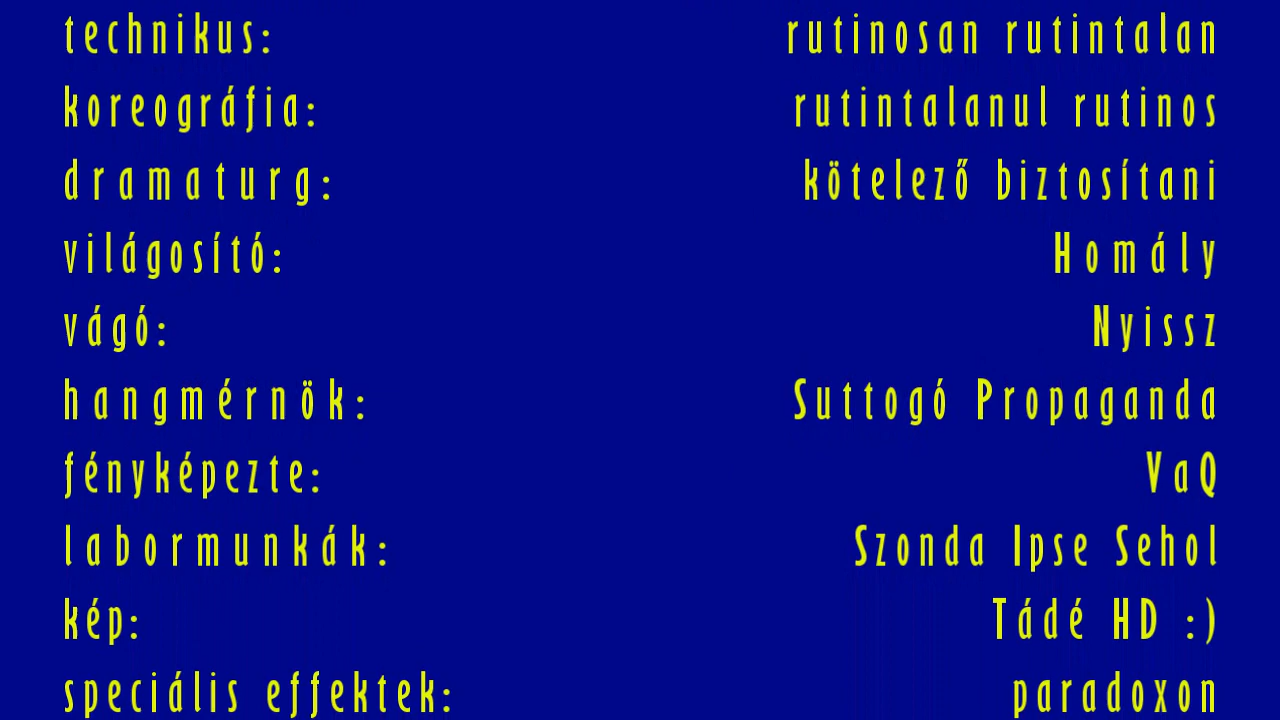 technikus: rutinosan rutintalan
koreográfia: rutintalanul rutinos
dramaturg: kötelező biztosítani
világosító: Homály
vágó: Nyissz
hangmérnök: Suttogó Propaganda
fényképezte: VaQ
labormunkák: Szonda Ipse Sehol
kép: Tádé HD :)
speciális effektek: paradoxon